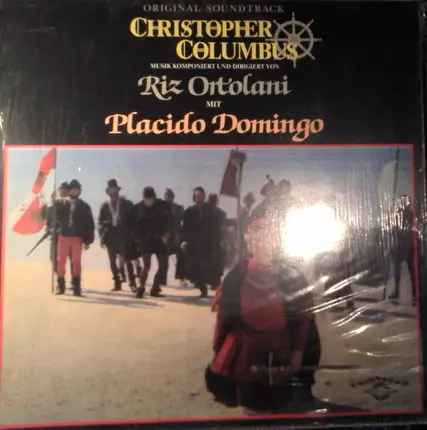 ORIGINAL SOUNDTRACK
CHRISTOPHER
COLUMBUS
MUSIK KOMPONIERT UND DIRIGIERT VON
Riz Ortolani
MIT
Placido Domingo